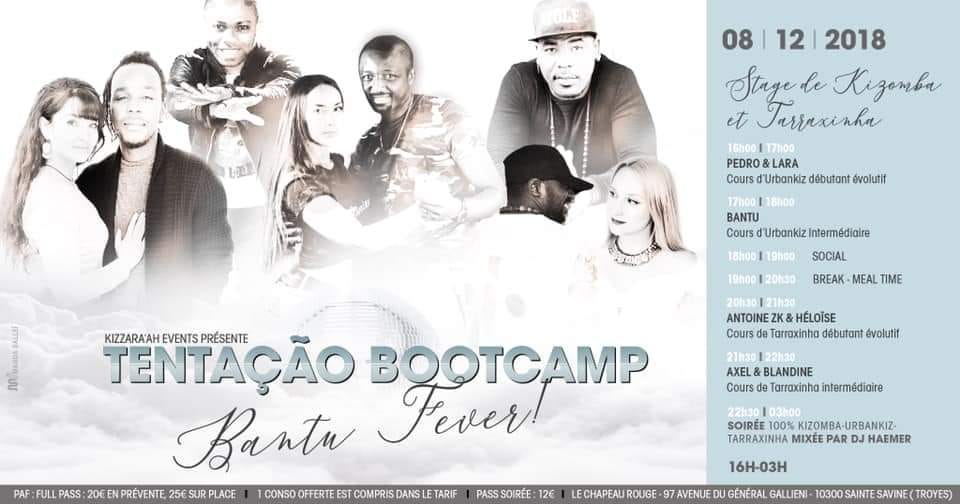 KIZZARA'AH EVENTS PRÉSENTE
TENTAÇÃO BOOTCAMP
Bantu Fever!
08 | 12 | 2018
Stage de Kizomba
et Tarraxinha
16h00 | 17h00
PEDRO & LARA
Cours d'Urbankiz débutant évolutif
17h00 | 18h00
BANTU
Cours d'Urbankiz Intermédiaire
18h00 | 19h00 SOCIAL
19h00 | 20h30 BREAK - MEAL TIME
20h30 | 21h30
ANTOINE ZK & HÉLOÏSE
Cours de Tarraxinha débutant évolutif
21h30 | 22h30
AXEL & BLANDINE
Cours de Tarraxinha intermédiaire
22h30 | 03h00
SOIRÉE 100% KIZOMBA-URBANKIZ-
TARRAXINHA MIXÉE PAR DJ HAEMER
16H-03H
PAF : FULL PASS : 20€ EN PRÉVENTE, 25€ SUR PLACE | 1 CONSO OFFERTE EST COMPRIS DANS LE TARIF | PASS SOIRÉE : 12€ | LE CHAPEAU ROUGE - 97 AVENUE DU GÉNÉRAL GALLIENI - 10300 SAINTE SAVINE ( TROYES)